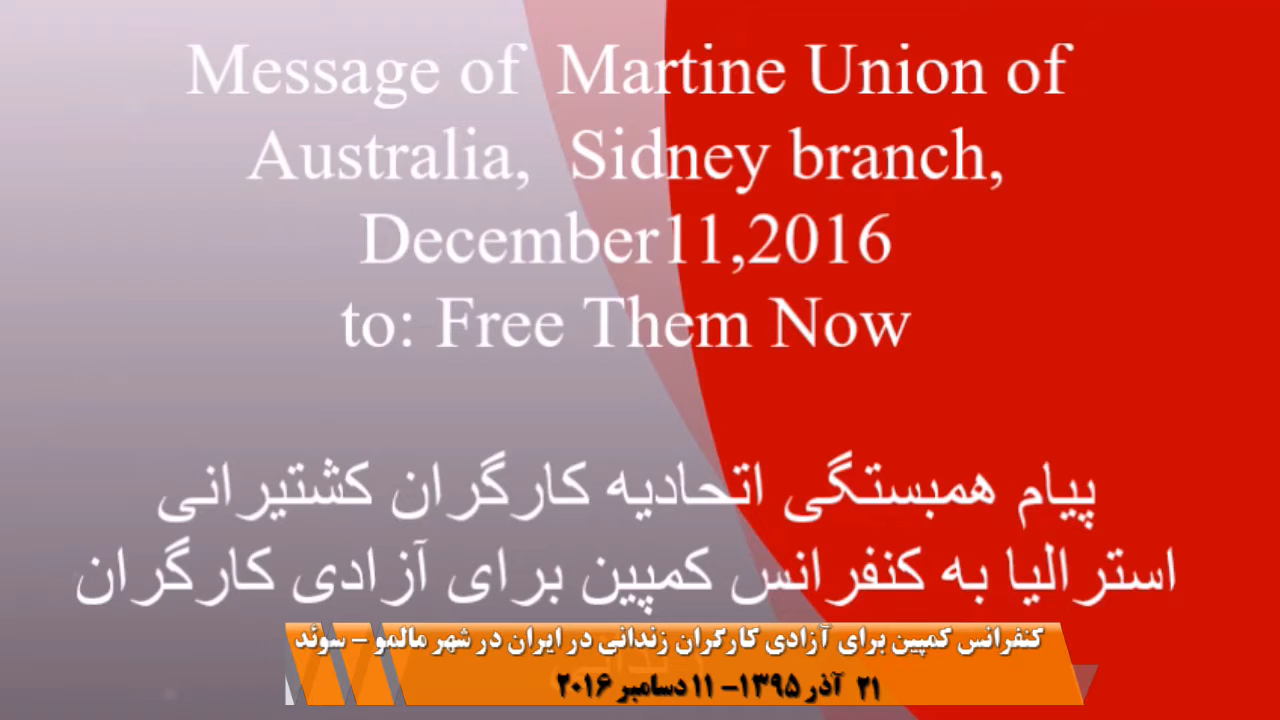 Message of Martine Union of
Australia, Sidney branch,
December11,2016
to: Free Them Now
پیام همبستگی اتحادیه کارگران کشتیرانی
استرالیا به کنفرانس کمپین برای آزادی کارگران
کنفرانس کمپین برای آزادی کارگران زندانی در ایران در شهر مالمو - سوئد
۲۱ آذر ۱۳۹۵- ۱۱ دسامبر ۲۰۱۶